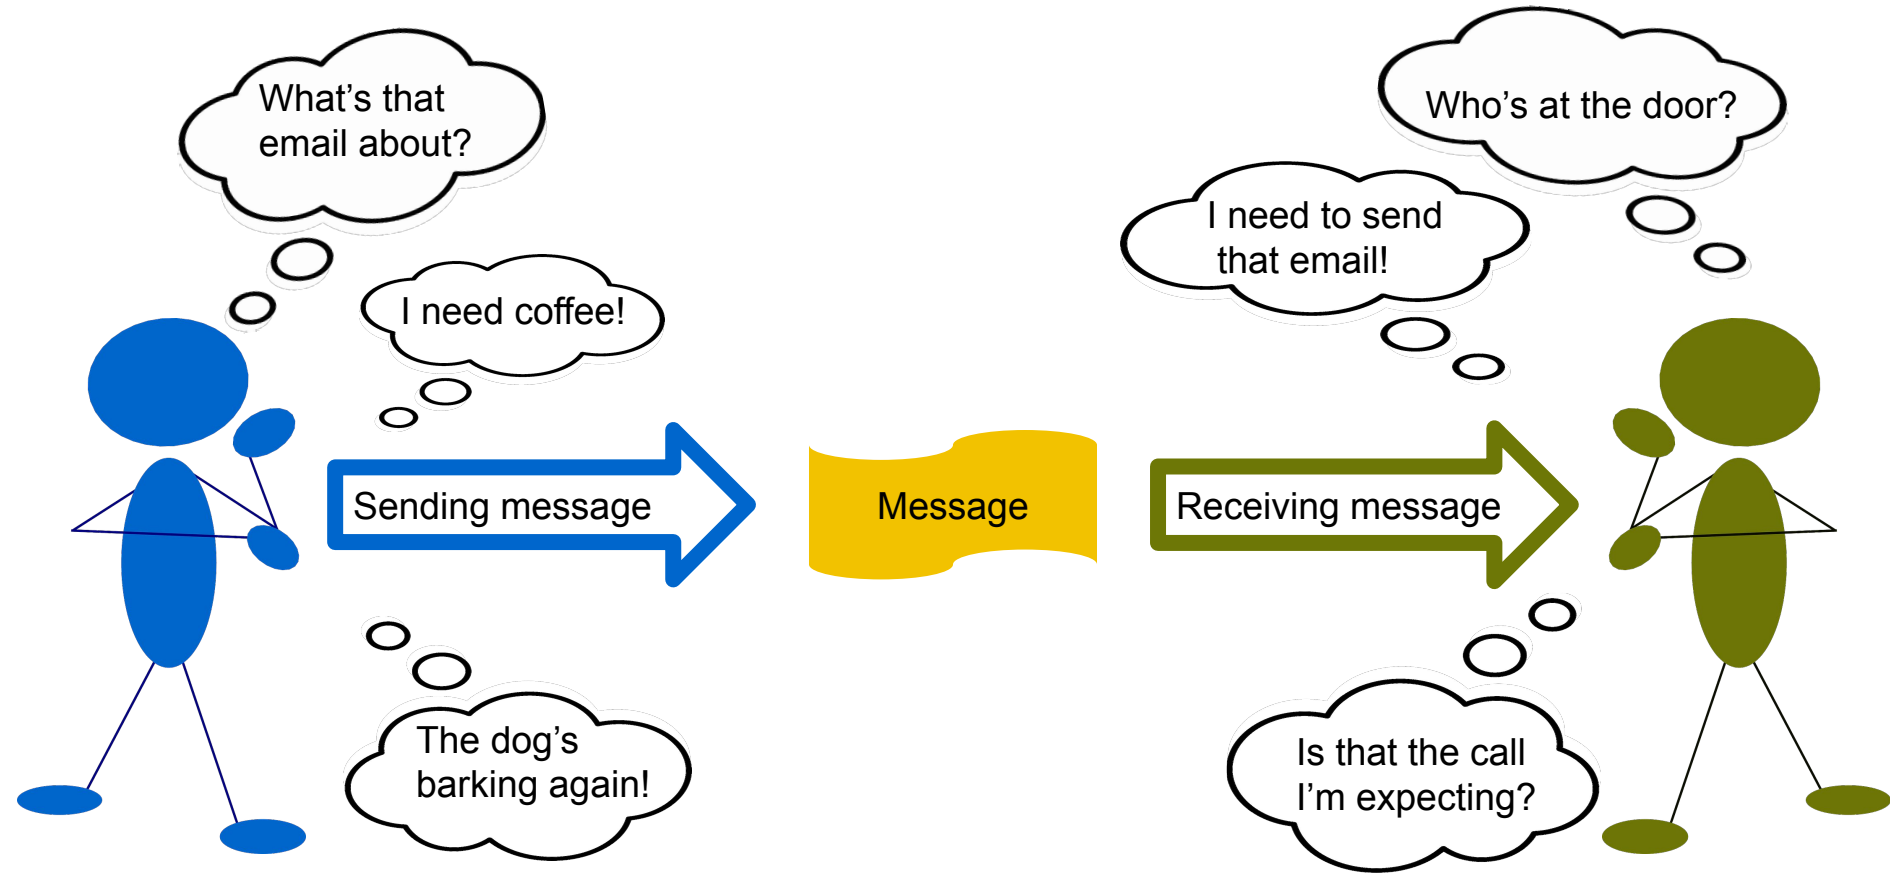 What’s that
email about?
I need coffee!
Sending message
The dog’s
barking again!
Message
Who’s at the door?
I need to send
that email!
Receiving message
Is that the call
I’m expecting?